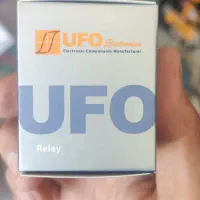 UFO Electronics
Electronic Components Manufacturer
UFO
Relay